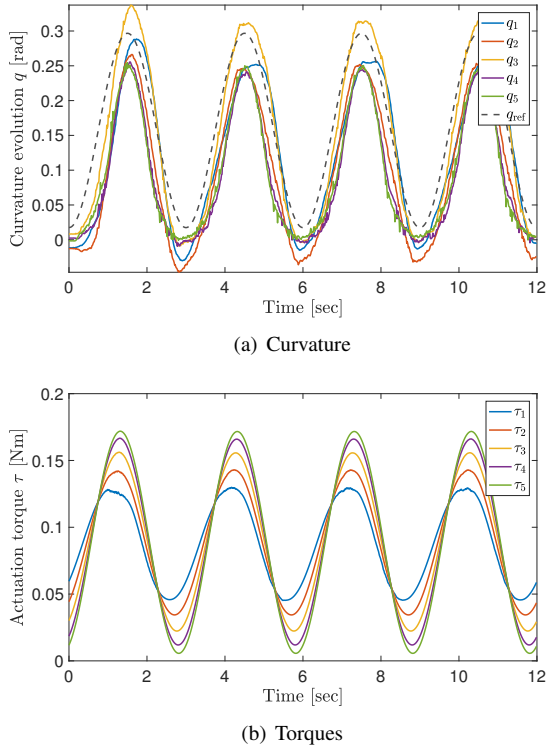 Curvature evolution q [rad]
0.3
0.25
0.2
0.15
0.1
0.05
0
0 2 4 6 8 10 12
Time [sec]
q1
q2
q3
q4
q5
qref
(a) Curvature
Actuation torque τ [Nm]
0.2
0.15
0.1
0.05
0
0 2 4 6 8 10 12
Time [sec]
τ1
τ2
τ3
τ4
τ5
(b) Torques